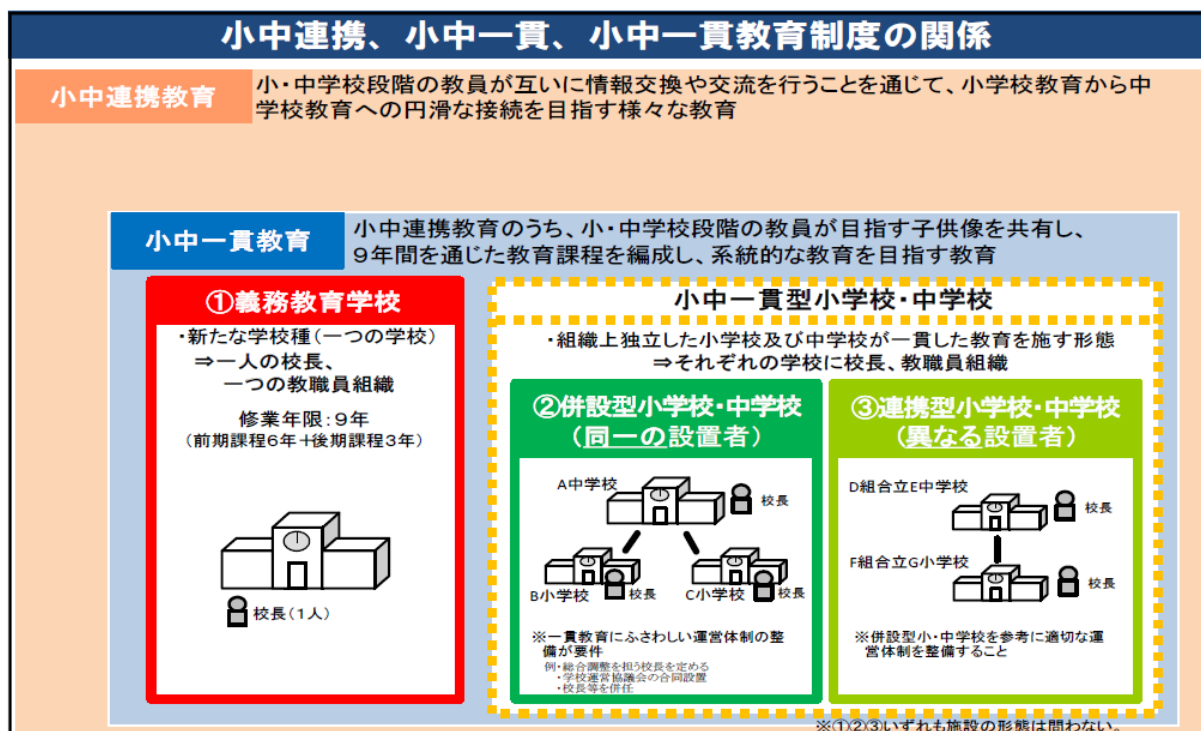 小中連携、小中一貫、小中一貫教育制度の関係
小中連携教育
小・中学校段階の教員が互いに情報交換や交流を行うことを通じて、小学校教育から中
学校教育への円滑な接続を目指す様々な教育
小中一貫教育
小中連携教育のうち、小・中学校段階の教員が目指す子供像を共有し、
９年間を通じた教育課程を編成し、系統的な教育を目指す教育
①義務教育学校
・新たな学校種（一つの学校）
⇒一人の校長、
一つの教職員組織
修業年限：９年
（前期課程６年＋後期課程３年）
校長（１人）
小中一貫型小学校・中学校
・組織上独立した小学校及び中学校が一貫した教育を施す形態
⇒それぞれの学校に校長、教職員組織
②併設型小学校・中学校
（同一の設置者）
A中学校
校長
B小学校
校長
C小学校
校長
※一貫教育にふさわしい運営体制の整
備が要件
例・総合調整を担う校長を定める
・学校運営協議会の合同設置
・校長等を併任
③連携型小学校・中学校
（異なる設置者）
D組合立E中学校
校長
F組合立G小学校
校長
※併設型小・中学校を参考に適切な運
営体制を整備すること
※①②③いずれも施設の形態は問わない。